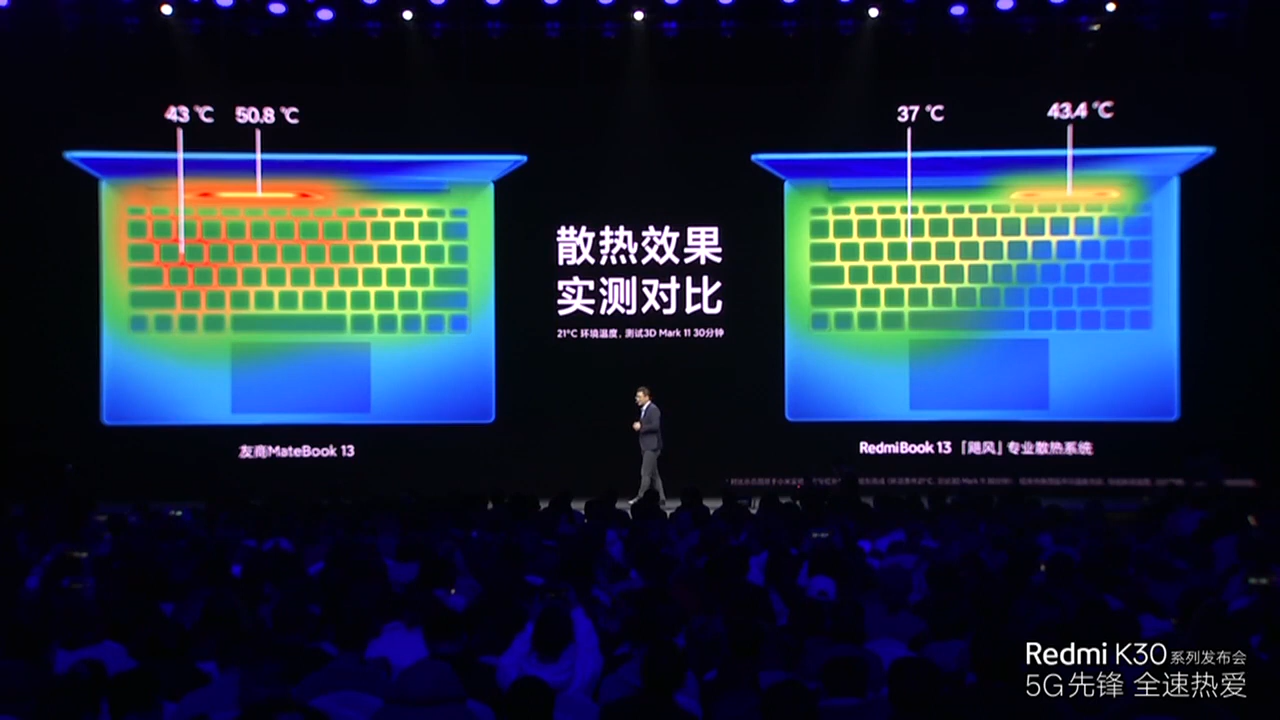 43 ℃ 50.8 ℃
37 ℃ 43.4 ℃
散热效果
实测对比
21°C 环境温度，测试3D Mark 11 30分钟
友商MateBook 13
RedmiBook 13「飓风」专业散热系统
Redmi K30 系列发布会
5G先锋 全速热爱